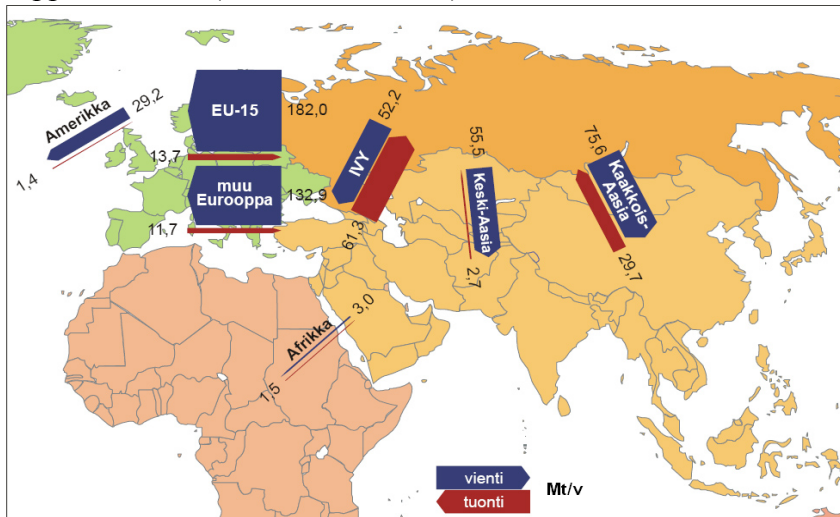 Amerikka
29,2
1,4
EU-15
182,0
13,7
muu
Eurooppa
132,9
11,7
IVY
52,2
61,3
55,5
Keski-Aasia
2,7
75,6
Kaakkois-
Aasia
29,7
Afrikka
3,0
1,5
vienti
tuonti
Mt/v